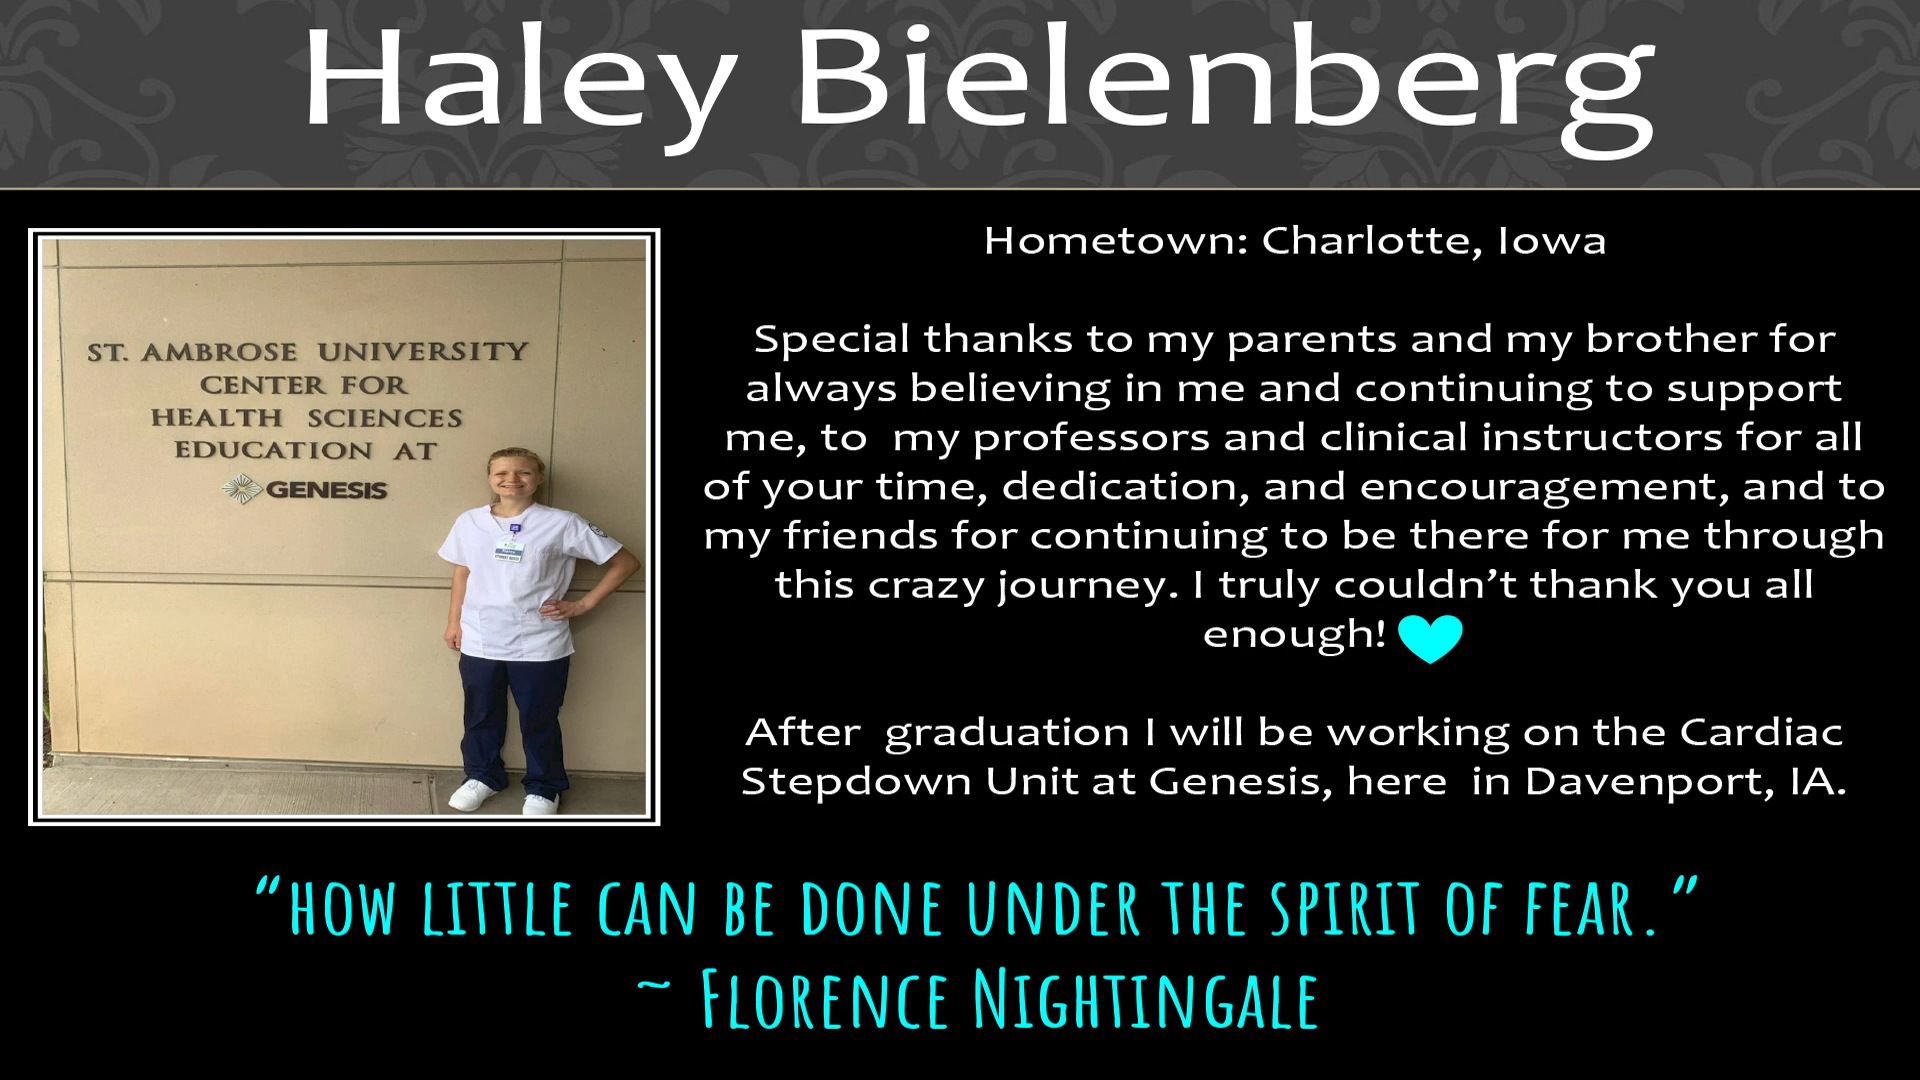 Haley Bielenberg
ST. AMBROSE UNIVERSITY
CENTER FOR
HEALTH SCIENCES
EDUCATION AT
GENESIS
Hometown: Charlotte, Iowa
Special thanks to my parents and my brother for
always believing in me and continuing to support
me, to my professors and clinical instructors for all
of your time, dedication, and encouragement, and to
my friends for continuing to be there for me through
this crazy journey. I truly couldn’t thank you all
enough!
After graduation I will be working on the Cardiac
Stepdown Unit at Genesis, here in Davenport, IA.
“HOW LITTLE CAN BE DONE UNDER THE SPIRIT OF FEAR.”
~ FLORENCE NIGHTINGALE